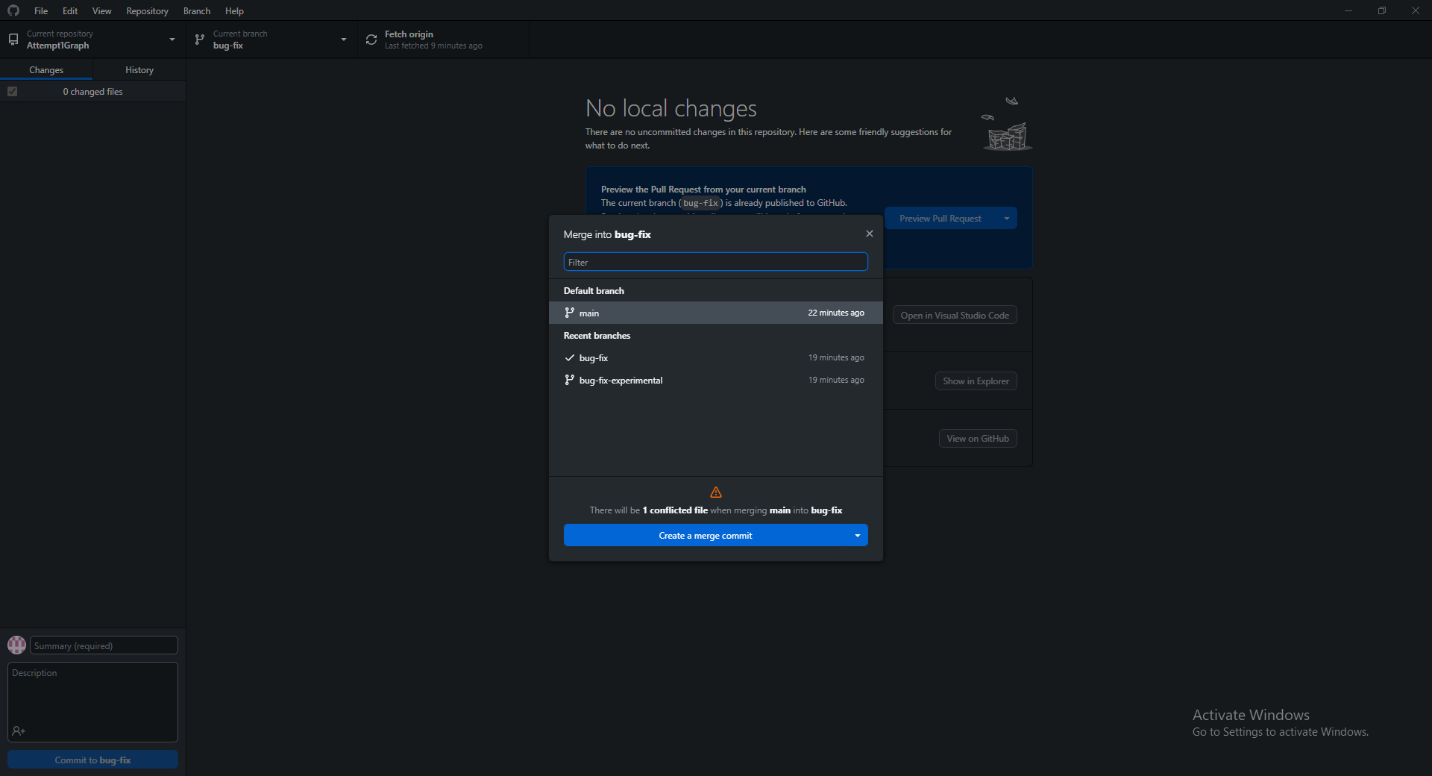 File Edit View Repository Branch Help
Current repository
Attempt1Graph
Current branch
bug-fix
Fetch origin
Last fetched 9 minutes ago
Changes History
0 changed files
No local changes
There are no uncommitted changes in this repository. Here are some friendly suggestions for
what to do next.
Preview the Pull Request from your current branch
The current branch (bug-fix) is already published to GitHub.
Preview Pull Request
Merge into bug-fix
Filter
Default branch
main 22 minutes ago
Recent branches
bug-fix 19 minutes ago
bug-fix-experimental 19 minutes ago
There will be 1 conflicted file when merging main into bug-fix
Create a merge commit
Open in Visual Studio Code
Show in Explorer
View on GitHub
Summary (required)
Description
Commit to bug-fix
Activate Windows
Go to Settings to activate Windows.